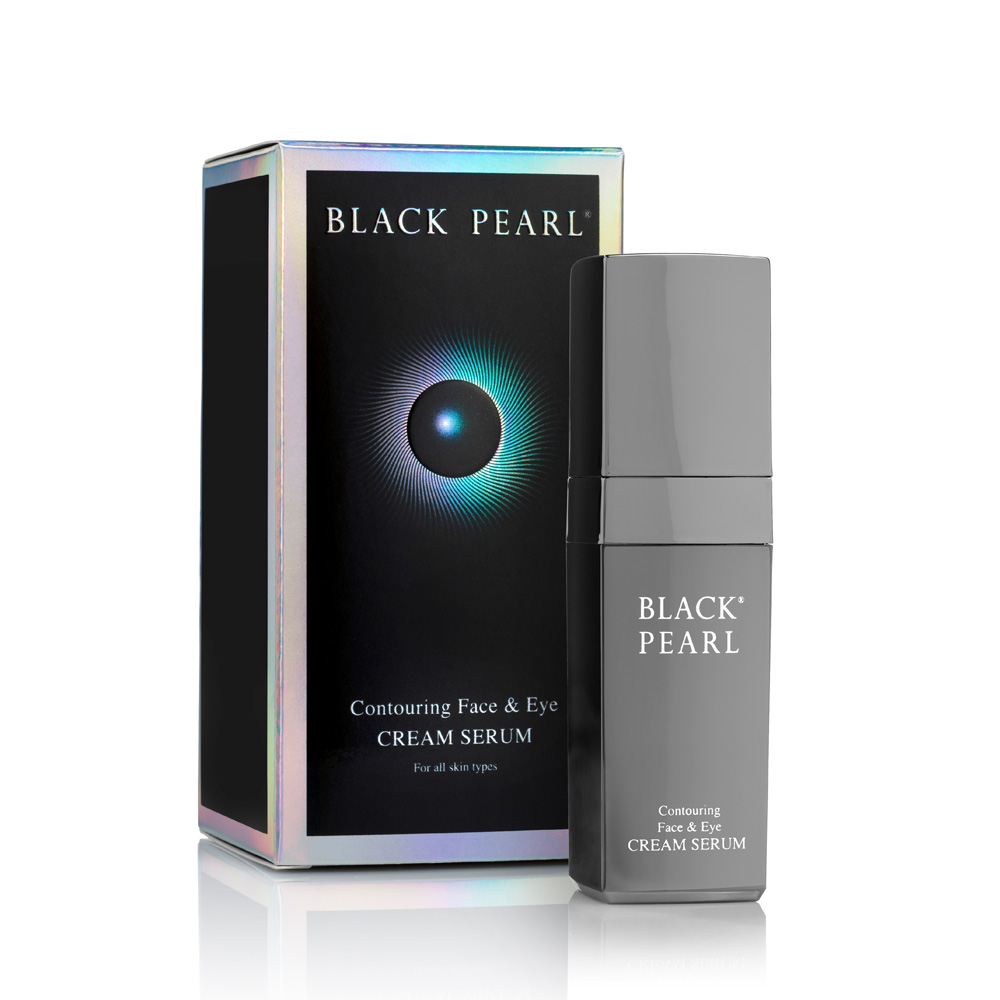 BLACK PEARL®
Contouring Face & Eye
CREAM SERUM
For all skin types
BLACK®
PEARL
Contouring
Face & Eye
CREAM SERUM